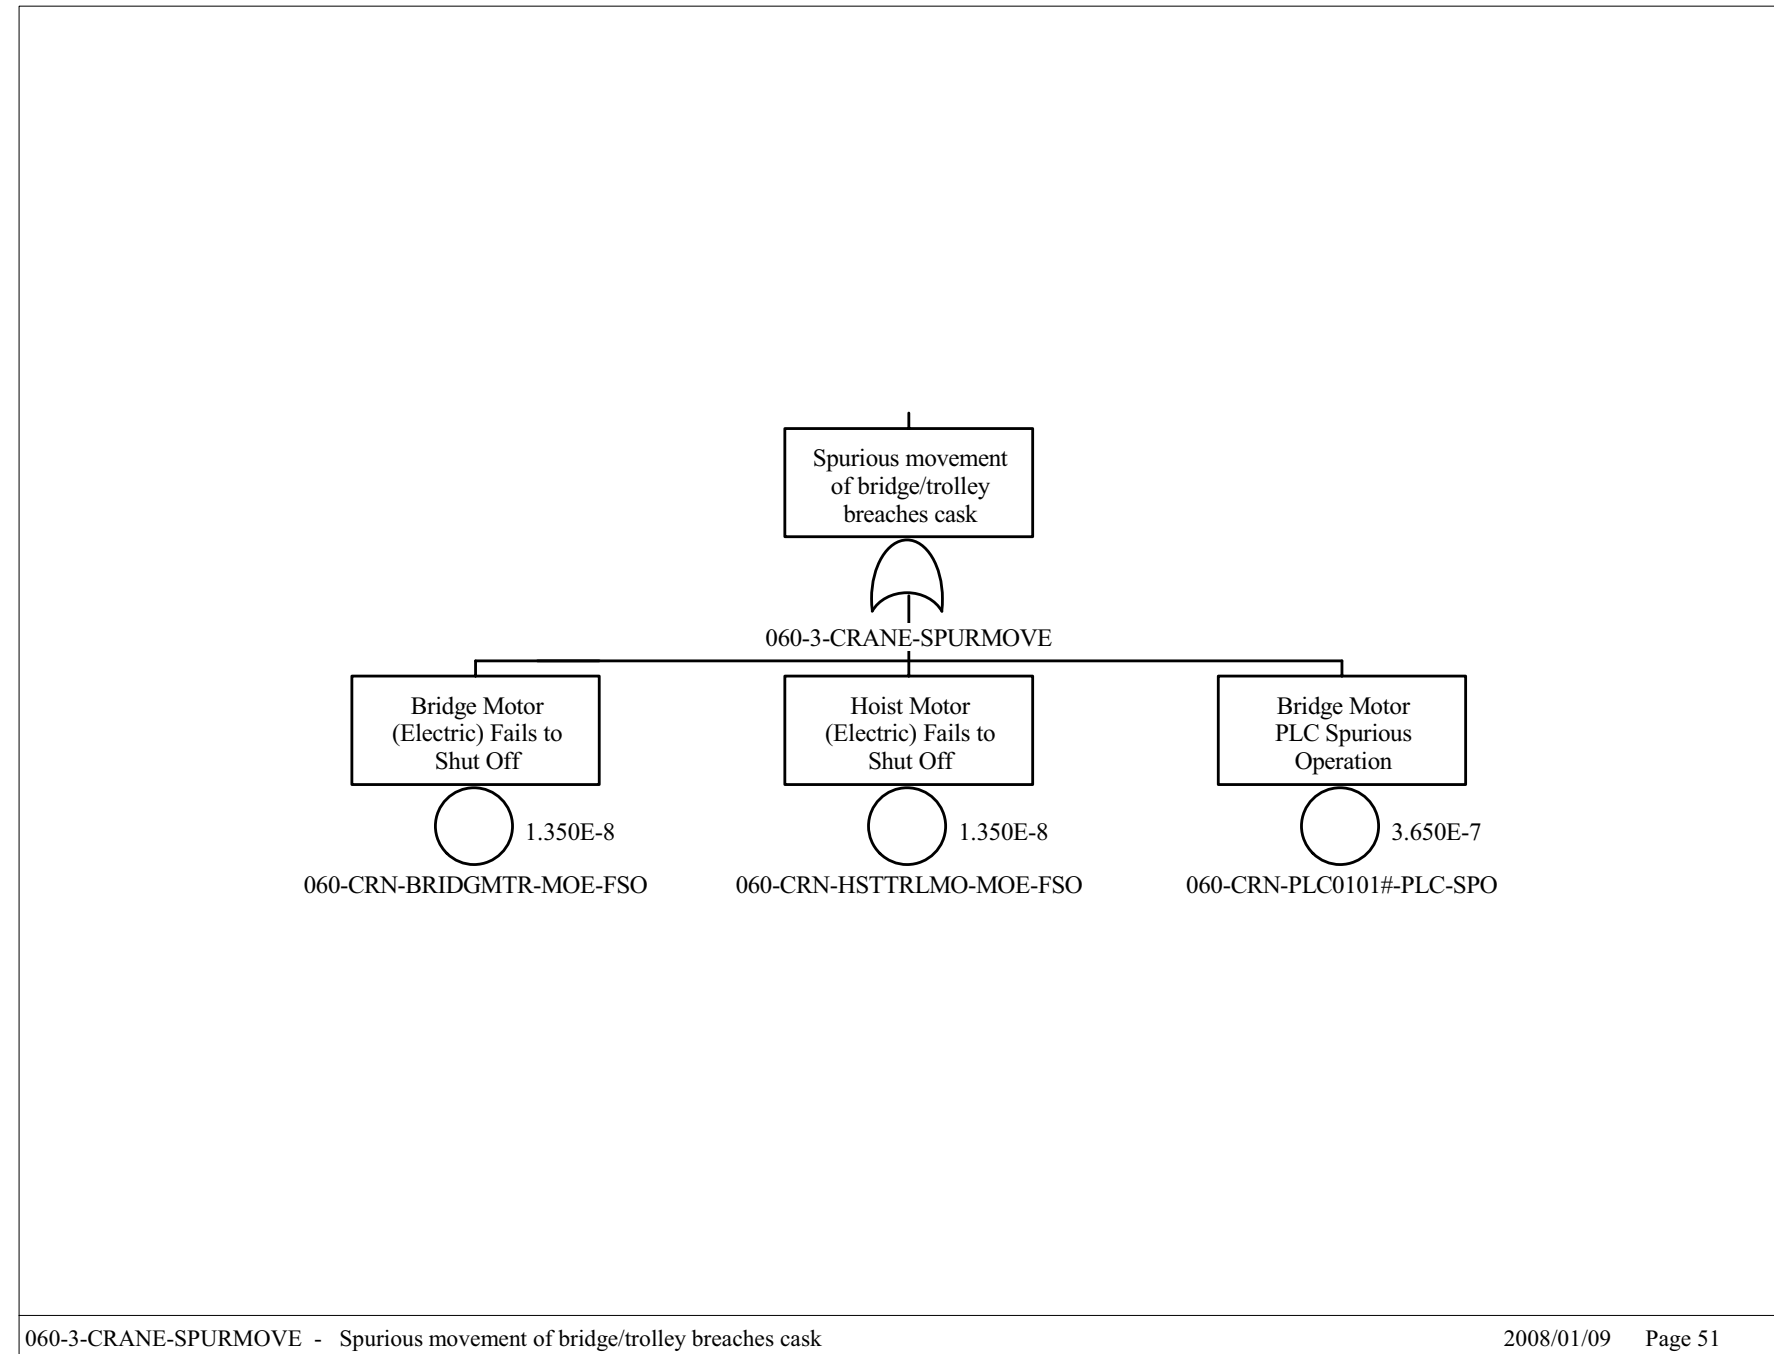 Spurious movement
of bridge/trolley
breaches cask
060-3-CRANE-SPURMOVE
Bridge Motor
(Electric) Fails to
Shut Off
1.350E-8
060-CRN-BRIDGMTR-MOE-FSO
Hoist Motor
(Electric) Fails to
Shut Off
1.350E-8
060-CRN-HSTTRLMO-MOE-FSO
Bridge Motor
PLC Spurious
Operation
3.650E-7
060-CRN-PLC0101#-PLC-SPO
060-3-CRANE-SPURMOVE - Spurious movement of bridge/trolley breaches cask
2008/01/09 Page 51